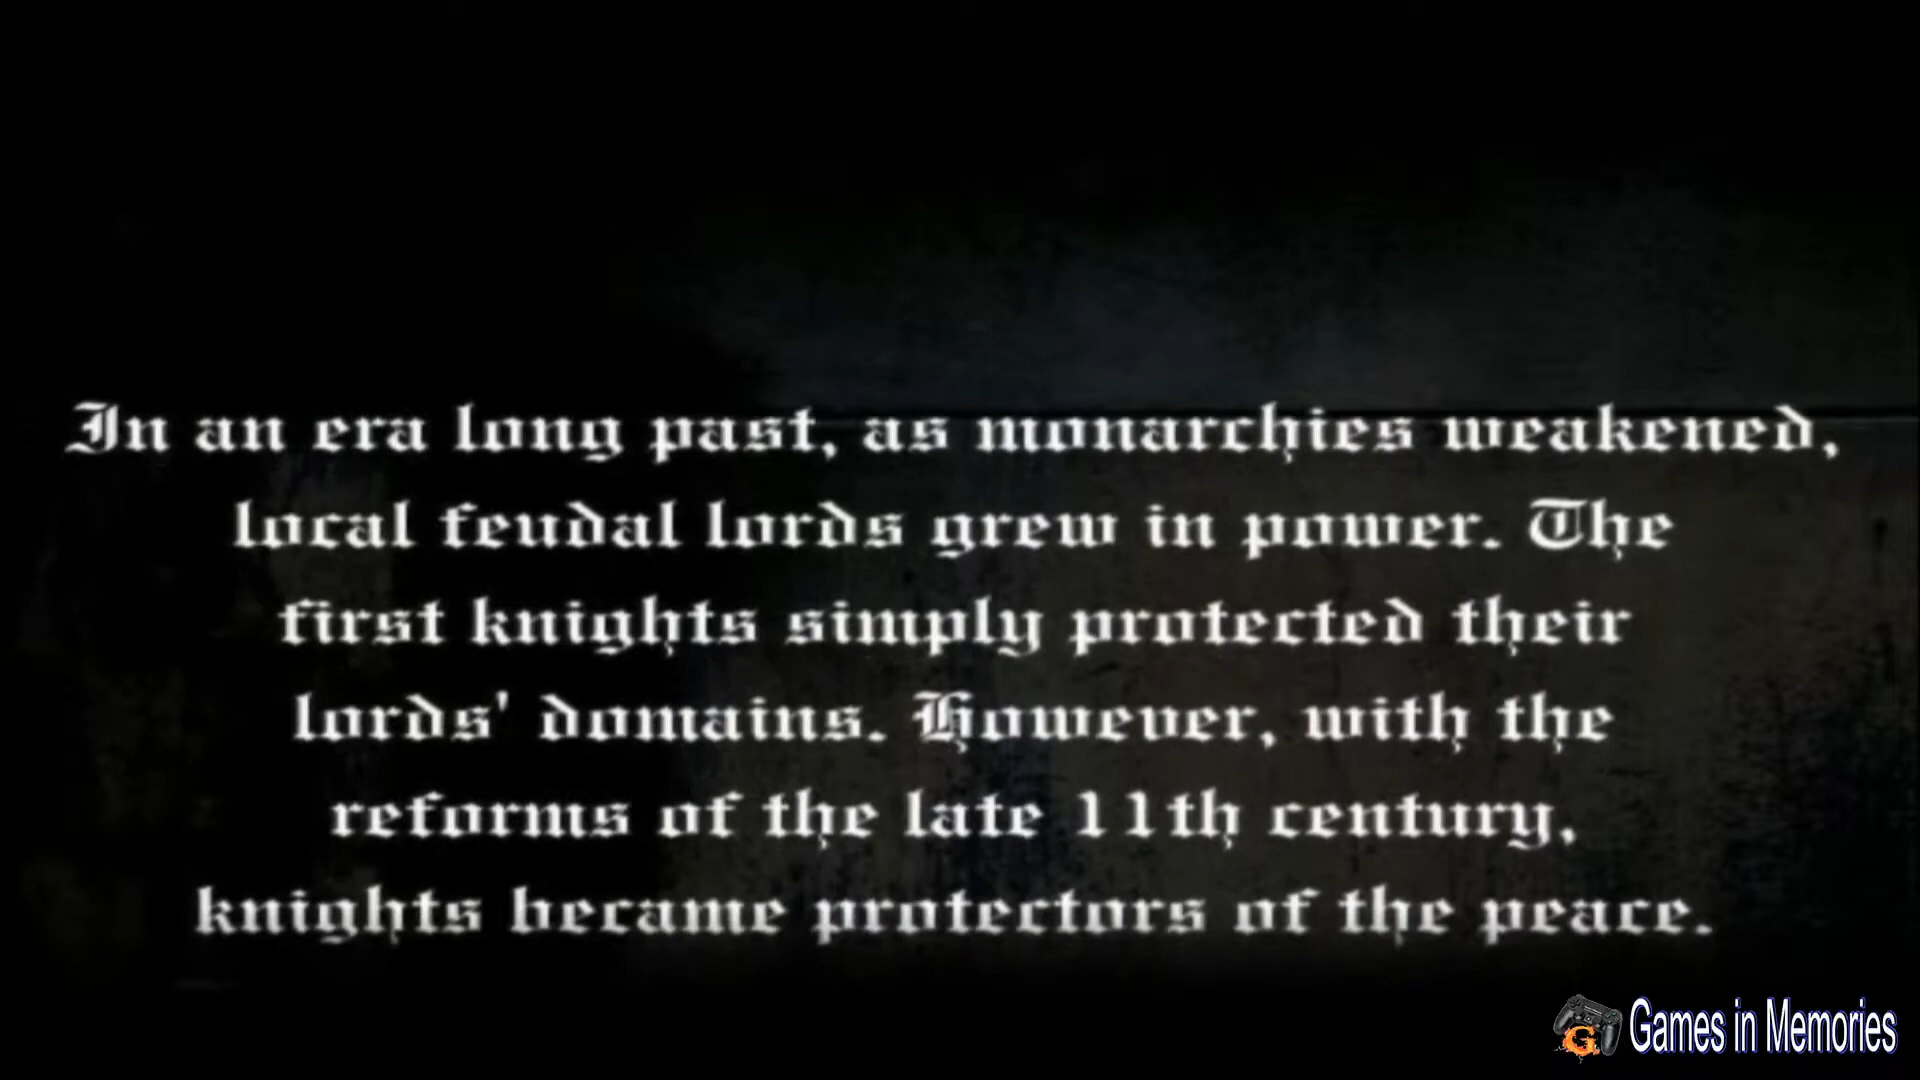 In an era long past, as monarchies weakened,
local feudal lords grew in power. The
first knights simply protected their
lords' domains. However, with the
reforms of the late 11th century,
knights became protectors of the peace.
G
Games in Memories